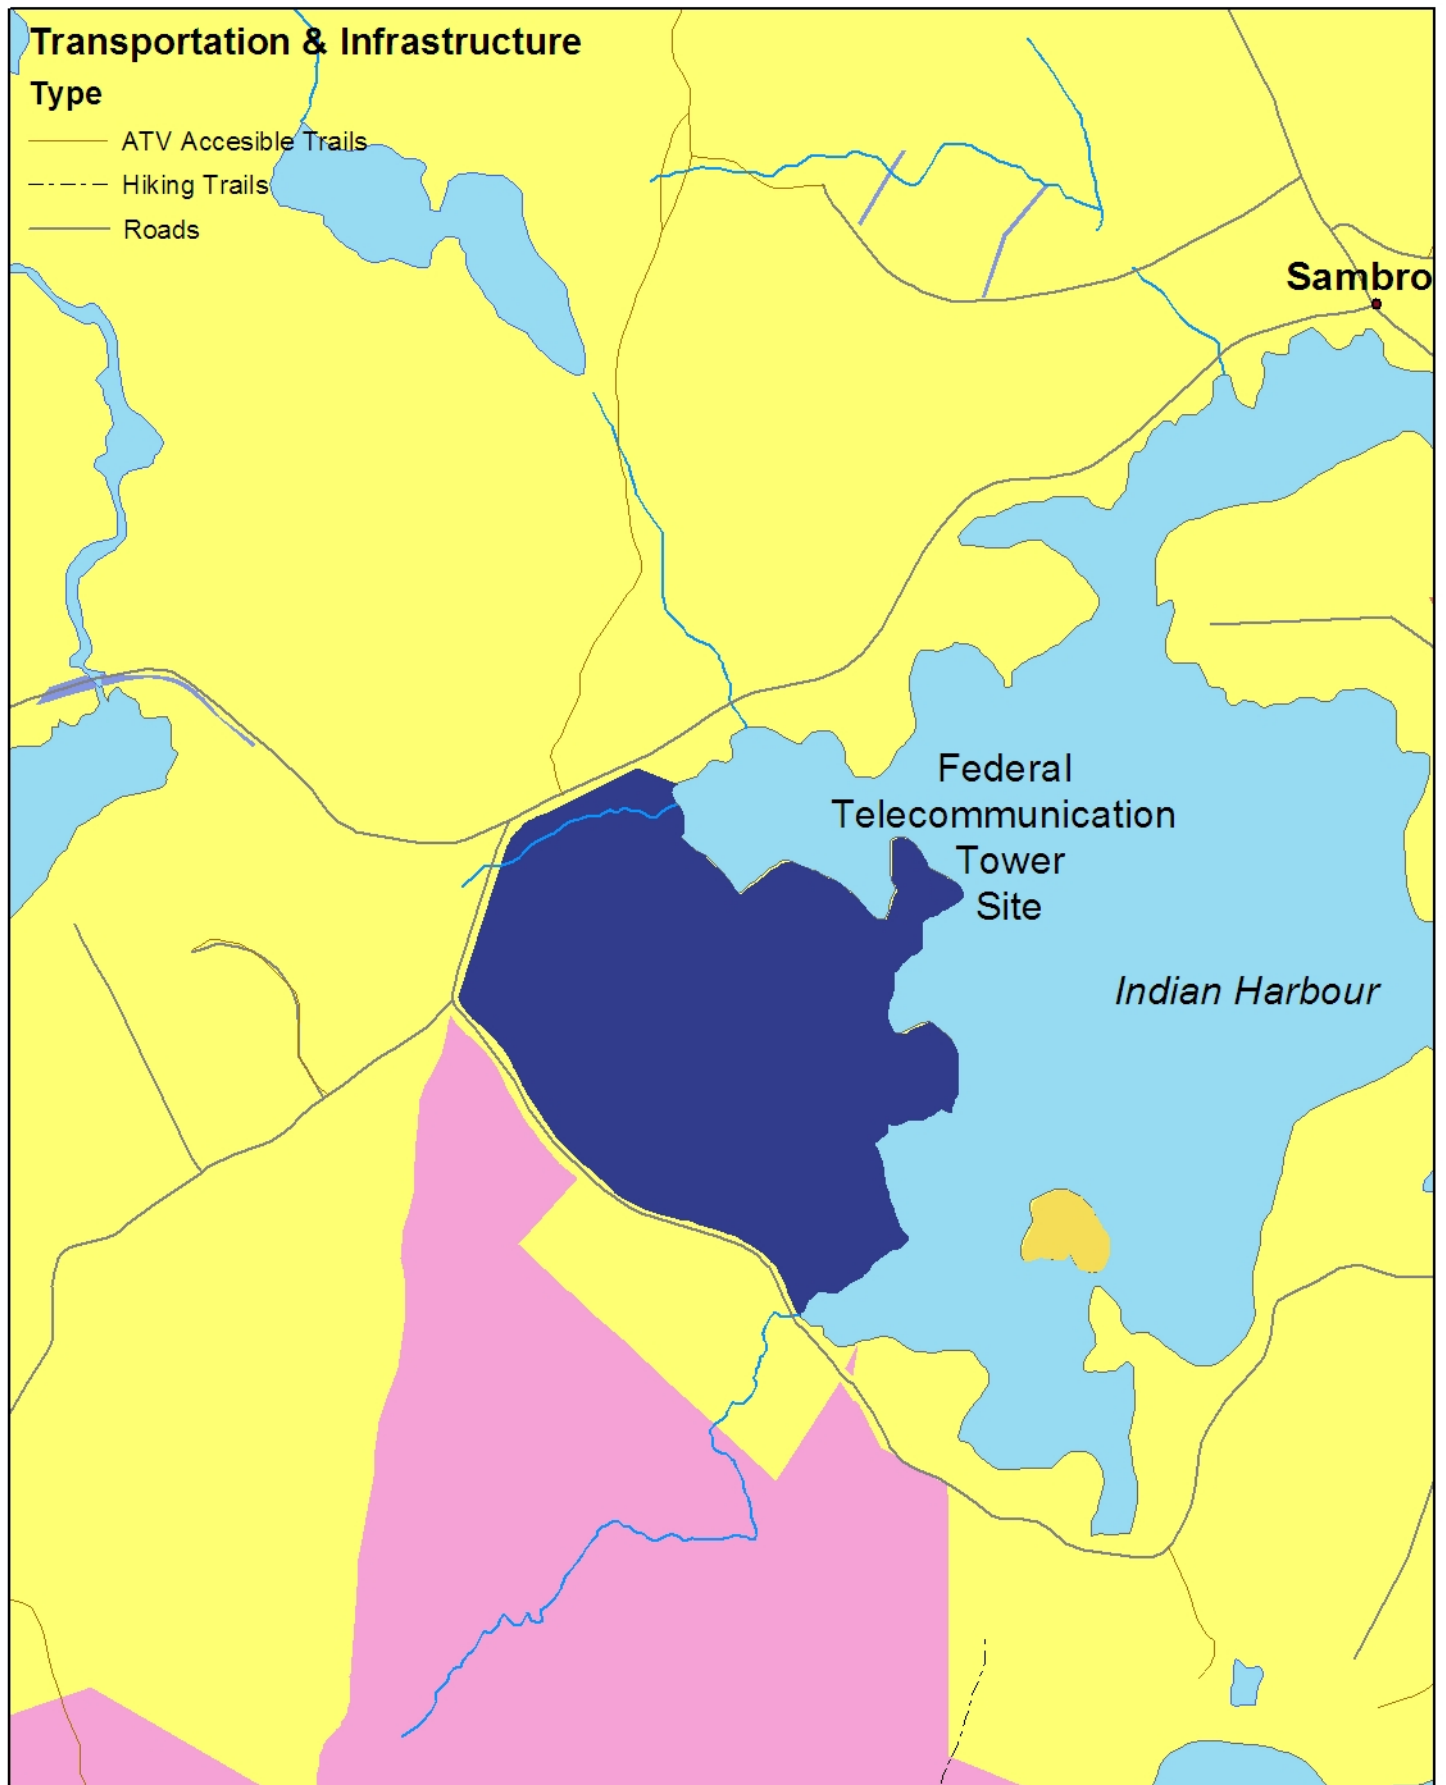 Transportation & Infrastructure
Type
ATV Accesible Trails
Hiking Trails
Roads
Sambro
Federal
Telecommunication
Tower
Site
Indian Harbour